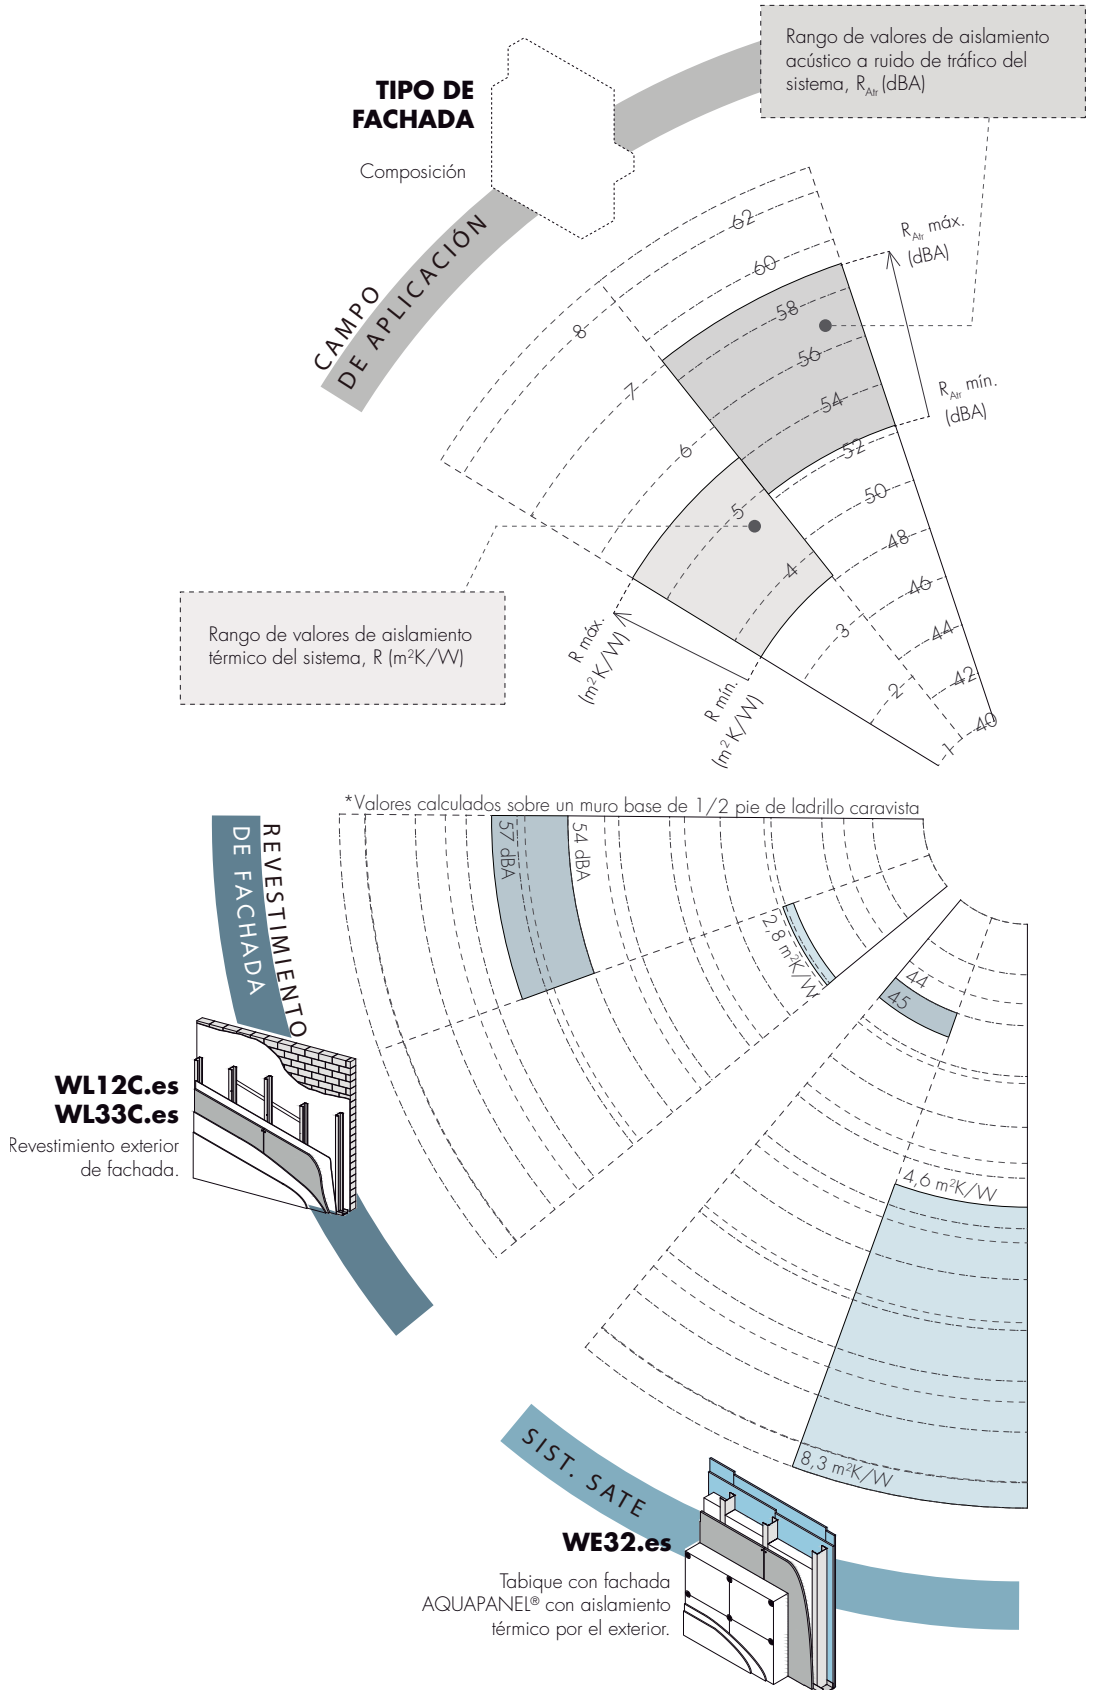 Rango de valores de aislamiento
acústico a ruido de tráfico del
sistema, R_Atr (dBA)
TIPO DE
FACHADA
Composición
CAMPO
DE APLICACIÓN
62
60
58
56
54
52
50
48
46
44
42
40
8
7
6
5
4
3
2
1
R_Atr máx.
(dBA)
R_Atr mín.
(dBA)
R máx.
(m²K/W)
R mín.
(m²K/W)
Rango de valores de aislamiento
térmico del sistema, R (m²K/W)
*Valores calculados sobre un muro base de 1/2 pie de ladrillo caravista
REVESTIMIENTO
DE FACHADA
57 dBA
54 dBA
2,8 m²K/W
WL12C.es
WL33C.es
Revestimiento exterior
de fachada.
44
45
4,6 m²K/W
8,3 m²K/W
SIST. SATE
WE32.es
Tabique con fachada
AQUAPANEL® con aislamiento
térmico por el exterior.